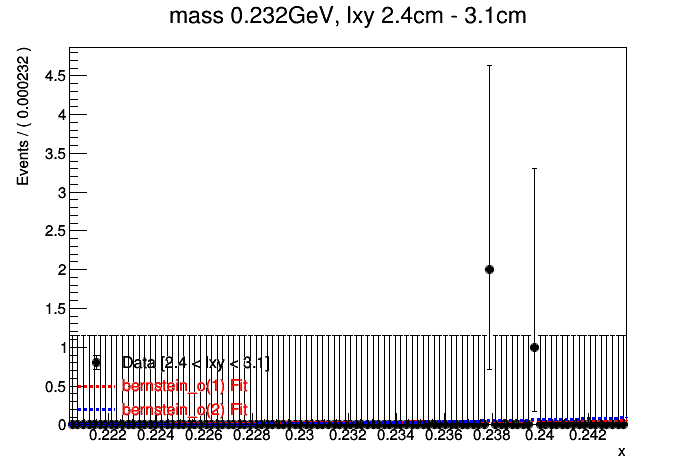 mass 0.232GeV, lxy 2.4cm - 3.1cm
Events / ( 0.000232 )
4.5
4
3.5
3
2.5
2
1.5
1
0.5
0
Data [2.4 < lxy < 3.1]
bernstein_o(1) Fit
bernstein_o(2) Fit
0.222 0.224 0.226 0.228 0.23 0.232 0.234 0.236 0.238 0.24 0.242
x